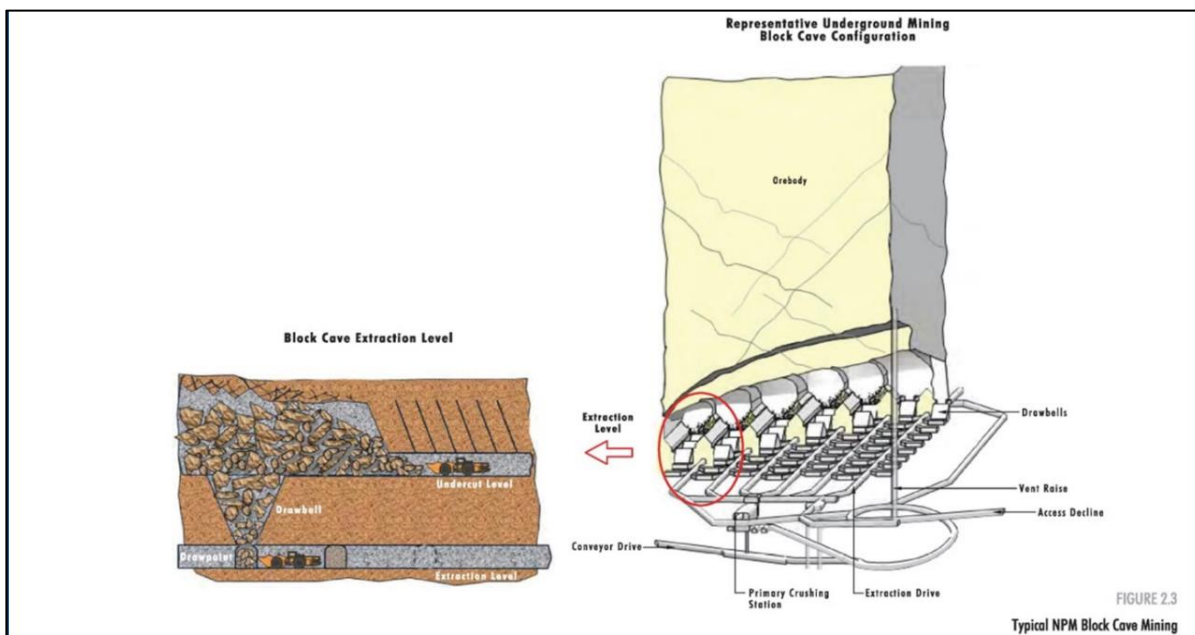 Representative Underground Mining
Block Cave Configuration
Orebody
Block Cave Extraction Level
Extraction
Level
Drawbells
Undercut Level
Drawbell
Vent Raise
Access Decline
Drawpoint
Conveyor Drive
Extraction Level
Primary Crushing
Station
Extraction Drive
FIGURE 2.3
Typical NPM Block Cave Mining